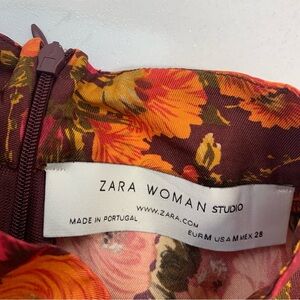 ZARA WOMAN STUDIO
WWW.ZARA.COM
MADE IN PORTUGAL
EUR M USA M MEX 28